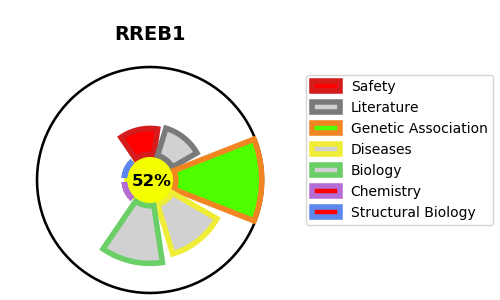 RREB1
52%
Safety
Literature
Genetic Association
Diseases
Biology
Chemistry
Structural Biology